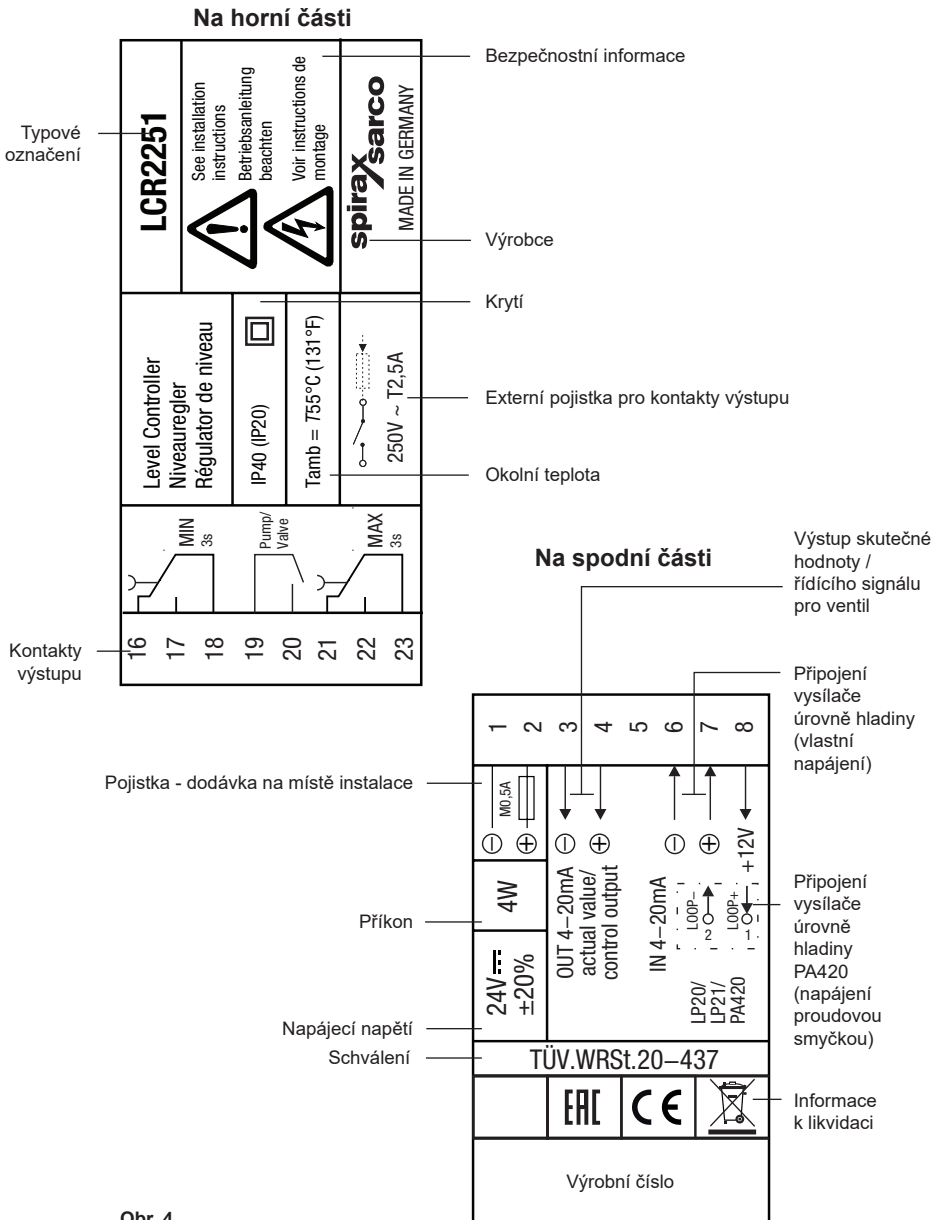 Na horní části
Typové
označení
LCR2251
See installation
instructions
Betriebsanleitung
beachten
Voir instructions de
montage
spirax
sarco
MADE IN GERMANY
Bezpečnostní informace
Výrobce
Krytí
Level Controller
Niveauregler
Régulator de niveau
IP40 (IP20)
Tamb = T55°C (131°F)
250V ~ T2,5A
Externí pojistka pro kontakty výstupu
Okolní teplota
MIN
3s
Pump/
Valve
MAX
3s
16
17
18
19
20
21
22
23
Kontakty
výstupu
Na spodní části
Výstup skutečné
hodnoty /
řídícího signálu
pro ventil
Připojení
vysílače
úrovně hladiny
(vlastní
napájení)
1
2
3
4
5
6
7
8
Pojistka - dodávka na místě instalace
M0,5A
4W
Příkon
24V
±20%
Napájecí napětí
OUT 4–20mA
actual value/
control output
IN 4–20mA
+12V
LOOP–
2
LOOP+
1
LP20/
LP21/
PA420
Připojení
vysílače
úrovně
hladiny
PA420
(napájení
proudovou
smyčkou)
Schválení
TÜV.WRSt.20–437
EAC
CE
Informace
k likvidaci
Výrobní číslo
Obr. 4